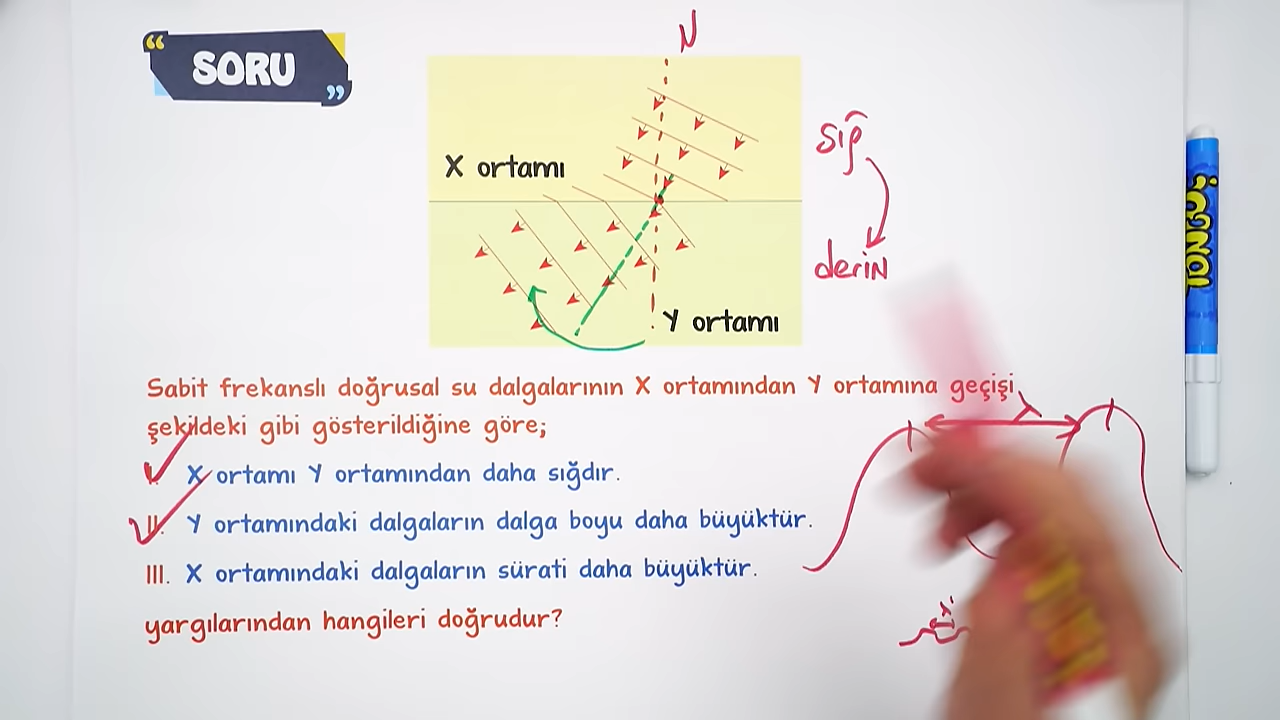 “ SORU ”
N
X ortamı
sığ
derin
Y ortamı
Sabit frekanslı doğrusal su dalgalarının X ortamından Y ortamına geçişi
şekildeki gibi gösterildiğine göre;
λ
I. X ortamı Y ortamından daha sığdır.
II. Y ortamındaki dalgaların dalga boyu daha büyüktür.
III. X ortamındaki dalgaların sürati daha büyüktür.
yargılarından hangileri doğrudur?